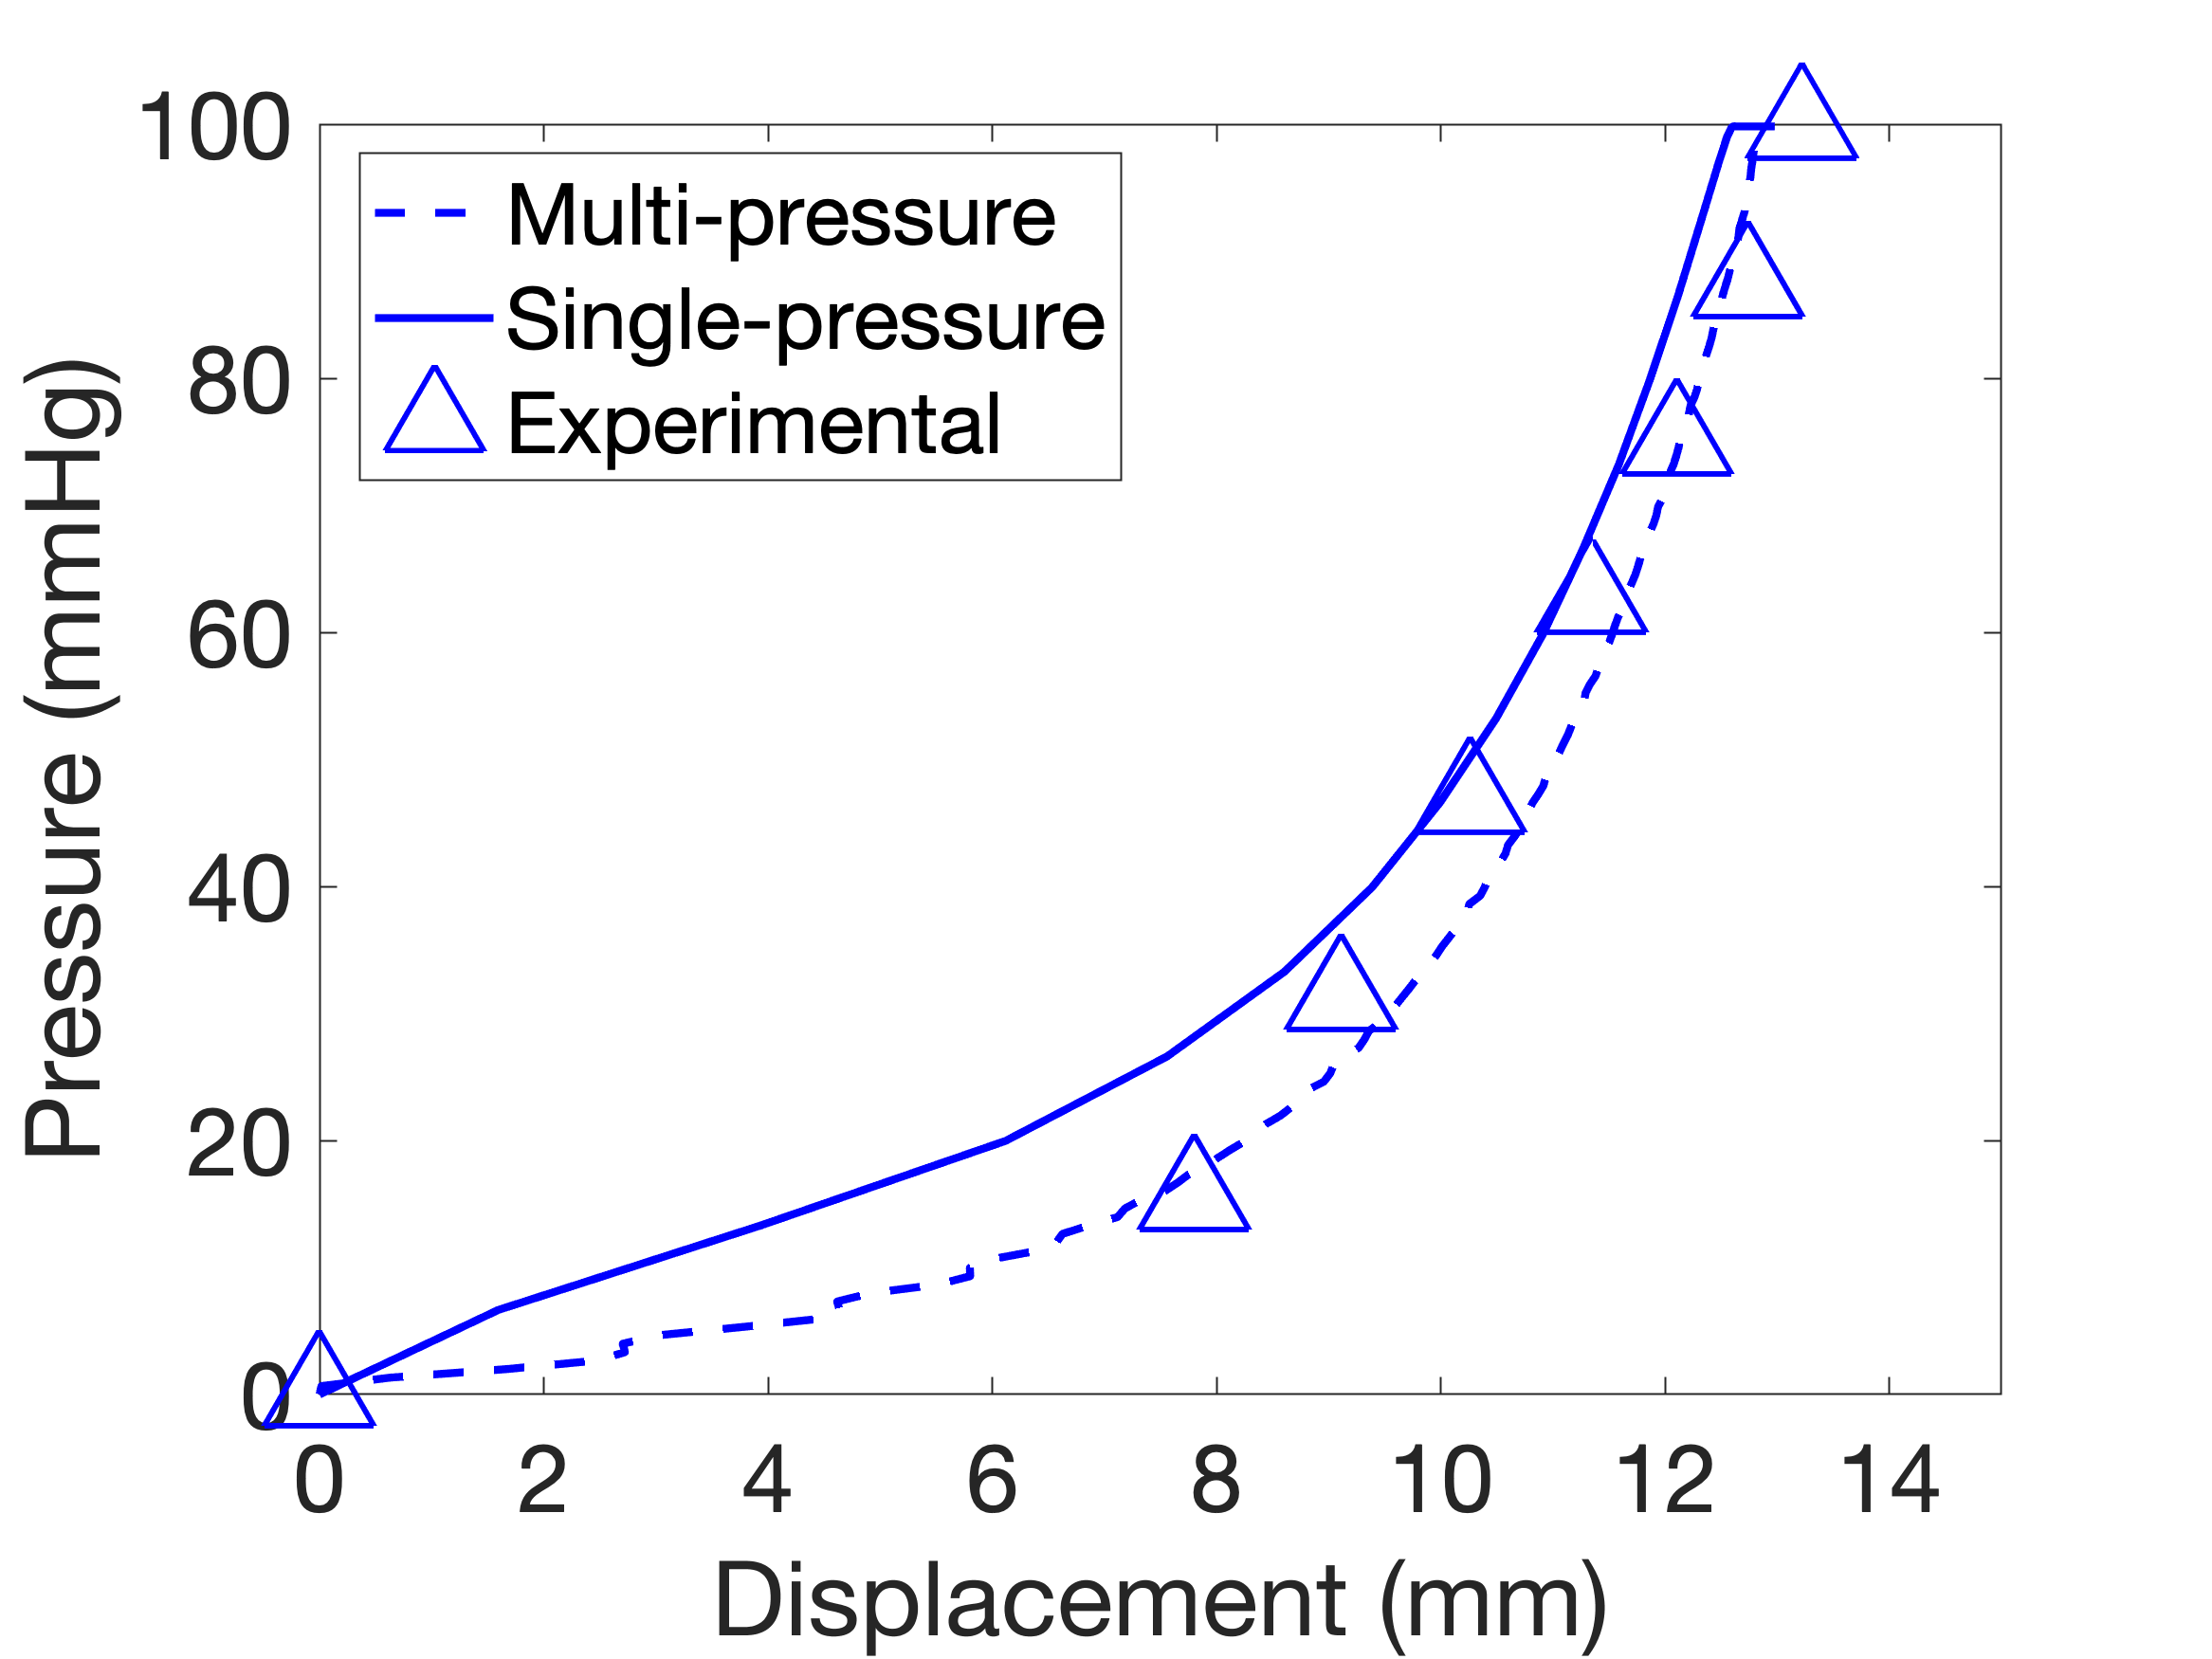 100
80
60
40
20
0
Pressure (mmHg)
Multi-pressure
Single-pressure
Experimental
0 2 4 6 8 10 12 14
Displacement (mm)